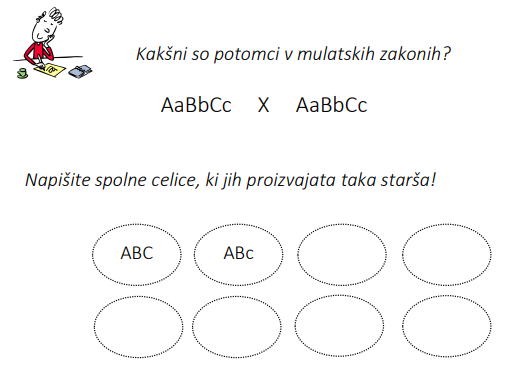 Kakšni so potomci v mulatskih zakonih?
AaBbCc X AaBbCc
Napišite spolne celice, ki jih proizvajata taka starša!
ABC ABc